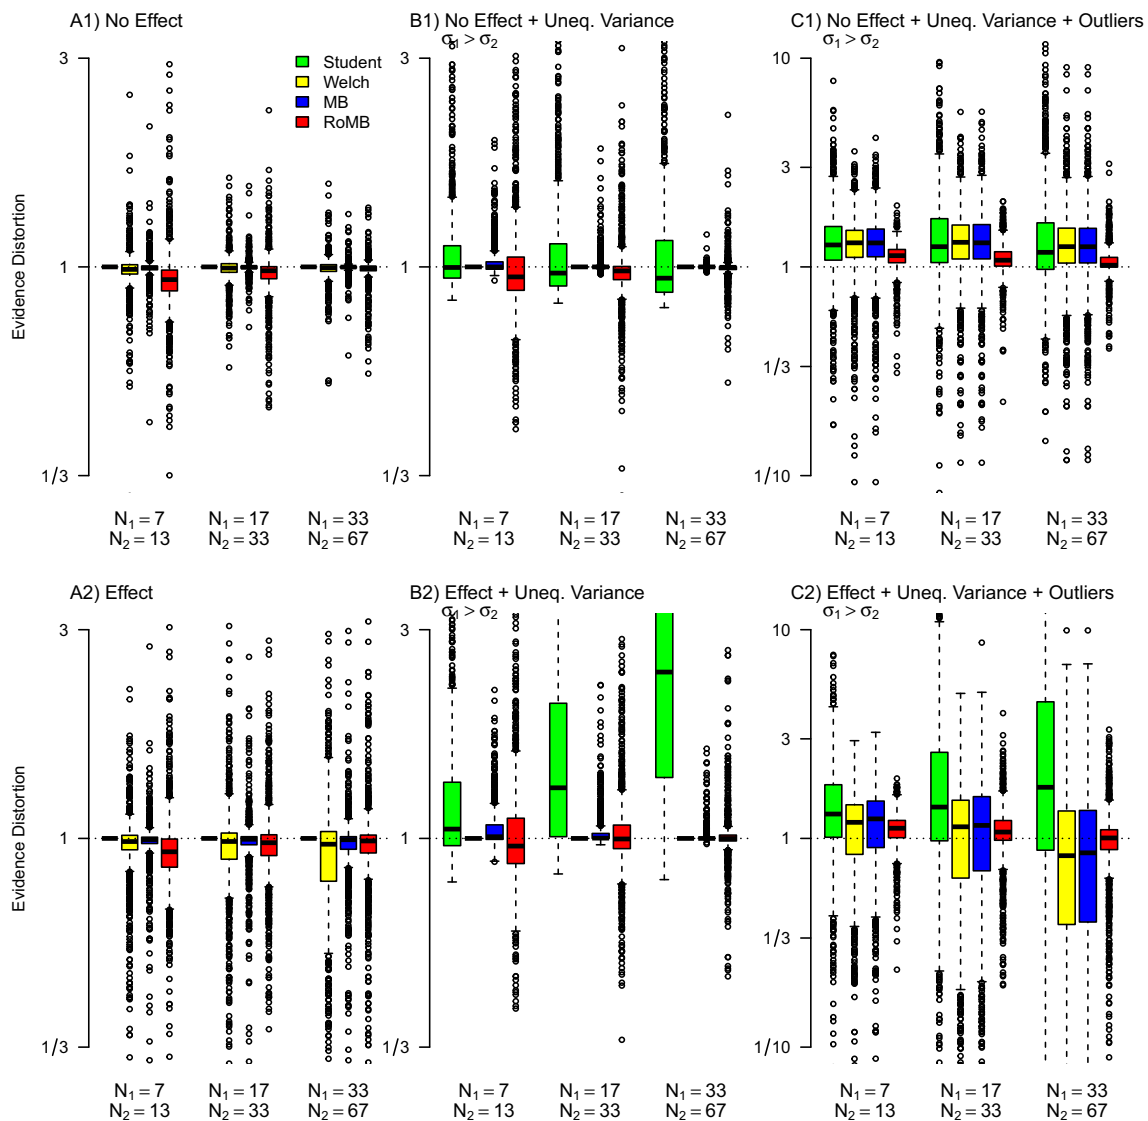 A1) No Effect
B1) No Effect + Uneq. Variance
C1) No Effect + Uneq. Variance + Outliers
σ₁ > σ₂
σ₁ > σ₂
Student
Welch
MB
RoMB
Evidence Distortion
3
1
1/3
3
1
1/3
10
3
1
1/3
1/10
N₁ = 7
N₂ = 13
N₁ = 17
N₂ = 33
N₁ = 33
N₂ = 67
N₁ = 7
N₂ = 13
N₁ = 17
N₂ = 33
N₁ = 33
N₂ = 67
N₁ = 7
N₂ = 13
N₁ = 17
N₂ = 33
N₁ = 33
N₂ = 67
A2) Effect
B2) Effect + Uneq. Variance
C2) Effect + Uneq. Variance + Outliers
σ₁ > σ₂
σ₁ > σ₂
Evidence Distortion
3
1
1/3
3
1
1/3
10
3
1
1/3
1/10
N₁ = 7
N₂ = 13
N₁ = 17
N₂ = 33
N₁ = 33
N₂ = 67
N₁ = 7
N₂ = 13
N₁ = 17
N₂ = 33
N₁ = 33
N₂ = 67
N₁ = 7
N₂ = 13
N₁ = 17
N₂ = 33
N₁ = 33
N₂ = 67